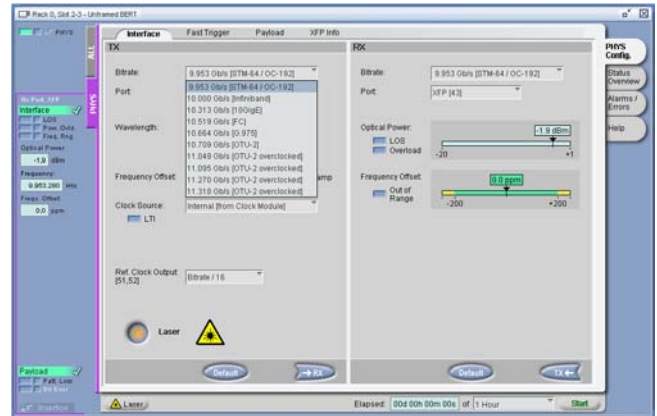 Rack 0, Slot 2-3 - Unframed BERT
PHYS
ALL
PHYS
Interface
Fast Trigger
Payload
XFP Info
TX
Bitrate:
9.953 Gb/s [STM-64 / OC-192]
9.953 Gb/s [STM-64 / OC-192]
10.000 Gb/s [Infiniband]
10.313 Gb/s [10GigE]
10.519 Gb/s [FC]
10.664 Gb/s [G.975]
10.709 Gb/s [OTU-2]
11.049 Gb/s [OTU-2 overclocked]
11.095 Gb/s [OTU-2 overclocked]
11.270 Gb/s [OTU-2 overclocked]
11.318 Gb/s [OTU-2 overclocked]
Port:
Wavelength:
Frequency Offset:
amp
Clock Source:
Internal [from Clock Module]
LTI
Ref. Clock Output
[51,52]
Bitrate / 16
Laser
Default
→ RX
RX
Bitrate:
9.953 Gb/s [STM-64 / OC-192]
Port:
XFP [43]
Optical Power:
LOS
Overload
-1.9 dBm
-20
+1
Frequency Offset:
Out of
Range
0.0 ppm
-200
+200
Default
TX ←
PHYS
Config.
Status
Overview
Alarms /
Errors
Help
Interface
LOS
Pow. Ovld
Freq. Rng
Optical Power
-1.9 dBm
Frequency:
Freqs. Offset
0.0 ppm
Payload
Patt. Loss
Bit Error
Laser
Elapsed: 00d 00h 00m 00s of 1 Hour
Start